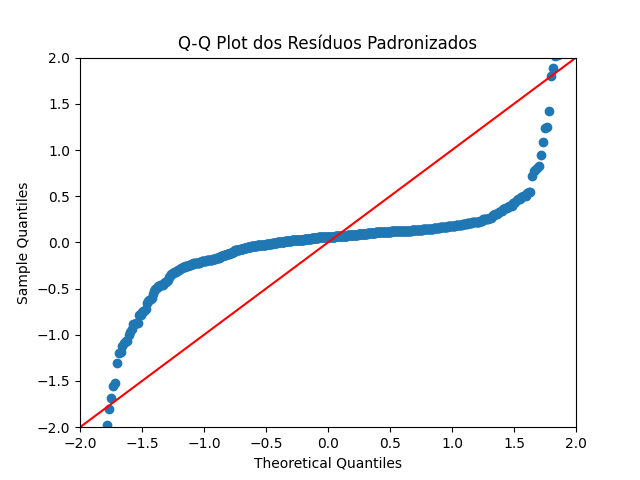 Q-Q Plot dos Resíduos Padronizados
Sample Quantiles
2.0
1.5
1.0
0.5
0.0
−0.5
−1.0
−1.5
−2.0
−2.0 −1.5 −1.0 −0.5 0.0 0.5 1.0 1.5 2.0
Theoretical Quantiles